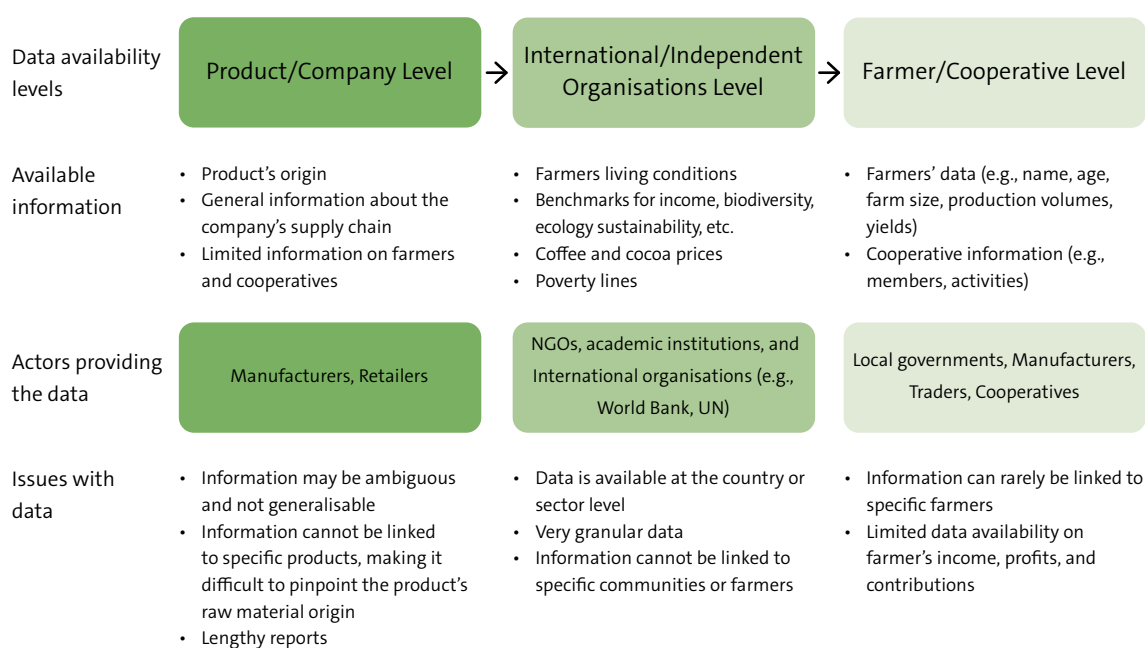 Data availability
levels
Product/Company Level
International/Independent
Organisations Level
Farmer/Cooperative Level
Available
information
• Product's origin
• General information about the
company's supply chain
• Limited information on farmers
and cooperatives
• Farmers living conditions
• Benchmarks for income, biodiversity,
ecology sustainability, etc.
• Coffee and cocoa prices
• Poverty lines
• Farmers' data (e.g., name, age,
farm size, production volumes,
yields)
• Cooperative information (e.g.,
members, activities)
Actors providing
the data
Manufacturers, Retailers
NGOs, academic institutions, and
International organisations (e.g.,
World Bank, UN)
Local governments, Manufacturers,
Traders, Cooperatives
Issues with
data
• Information may be ambiguous
and not generalisable
• Information cannot be linked
to specific products, making it
difficult to pinpoint the product's
raw material origin
• Lengthy reports
• Data is available at the country or
sector level
• Very granular data
• Information cannot be linked to
specific communities or farmers
• Information can rarely be linked to
specific farmers
• Limited data availability on
farmer's income, profits, and
contributions